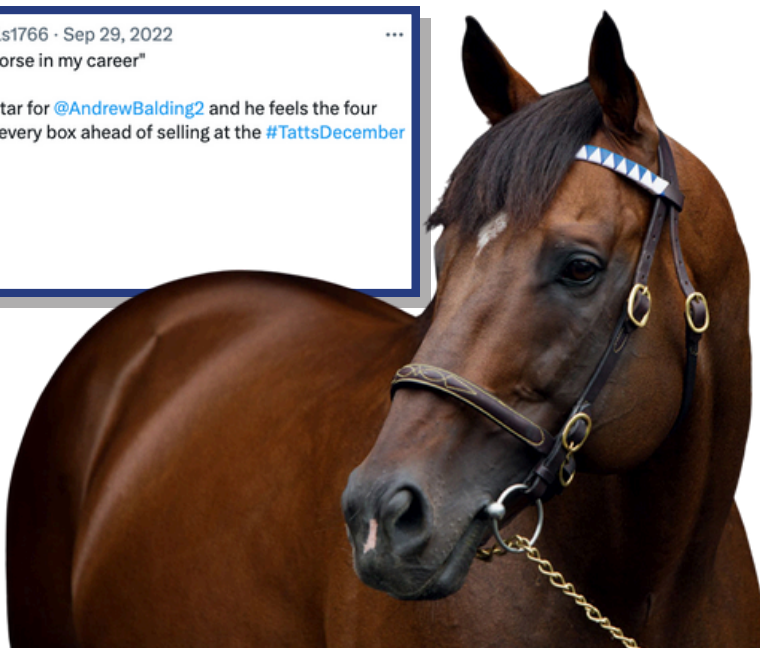 s1766 · Sep 29, 2022
orse in my career"
tar for @AndrewBalding2 and he feels the four
every box ahead of selling at the #TattsDecember